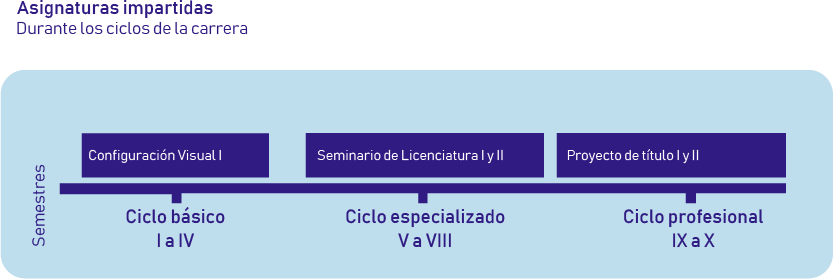 Asignaturas impartidas
Durante los ciclos de la carrera
Configuración Visual I
Seminario de Licenciatura I y II
Proyecto de título I y II
Semestres
Ciclo básico
I a IV
Ciclo especializado
V a VIII
Ciclo profesional
IX a X